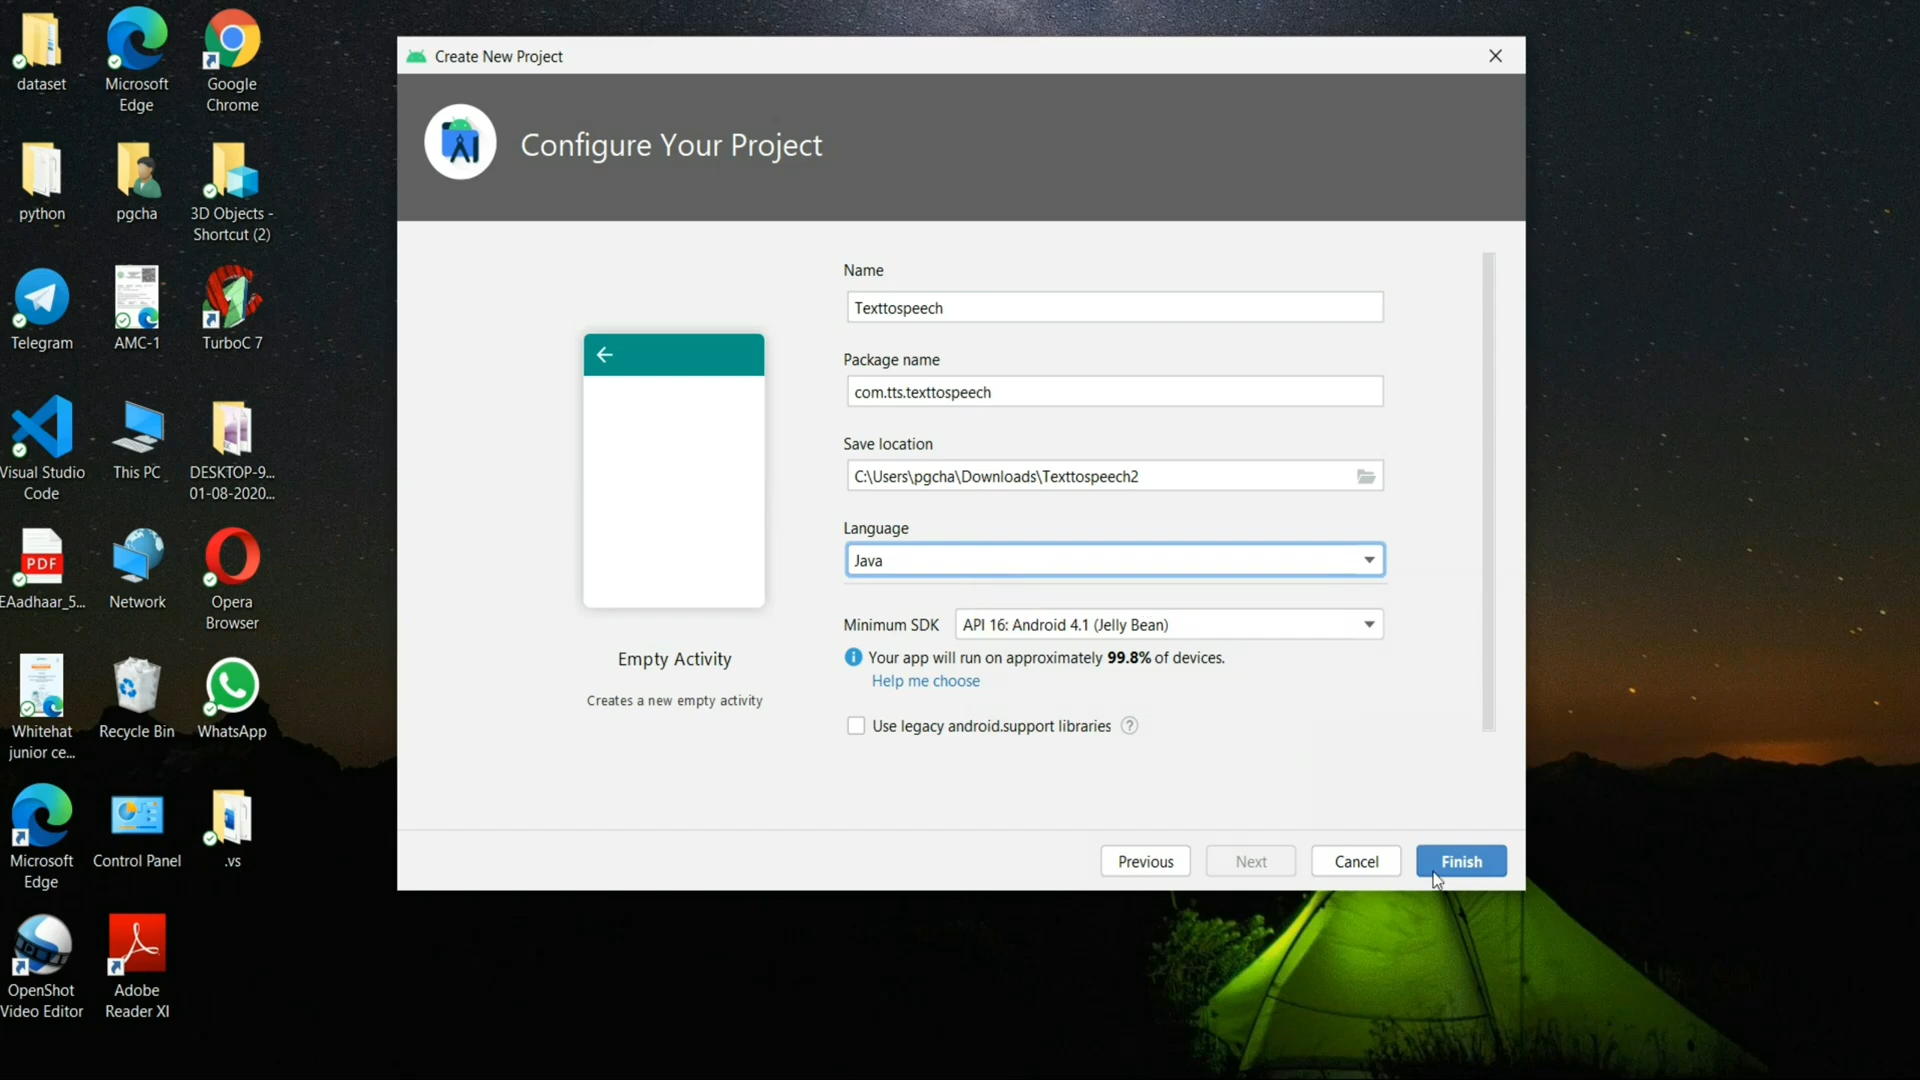 dataset
Microsoft
Edge
Google
Chrome
python
pgcha
3D Objects -
Shortcut (2)
Telegram
AMC-1
TurboC 7
Visual Studio
Code
This PC
DESKTOP-9...
01-08-2020...
PDF
EAadhaar_5...
Network
Opera
Browser
Whitehat
junior ce...
Recycle Bin
WhatsApp
Microsoft
Edge
Control Panel
.vs
OpenShot
Video Editor
Adobe
Reader XI
Create New Project
Configure Your Project
Empty Activity
Creates a new empty activity
Name
Texttospeech
Package name
com.tts.texttospeech
Save location
C:\Users\pgcha\Downloads\Texttospeech2
Language
Java
Minimum SDK API 16: Android 4.1 (Jelly Bean)
Your app will run on approximately 99.8% of devices.
Help me choose
Use legacy android.support libraries ?
Previous Next Cancel Finish